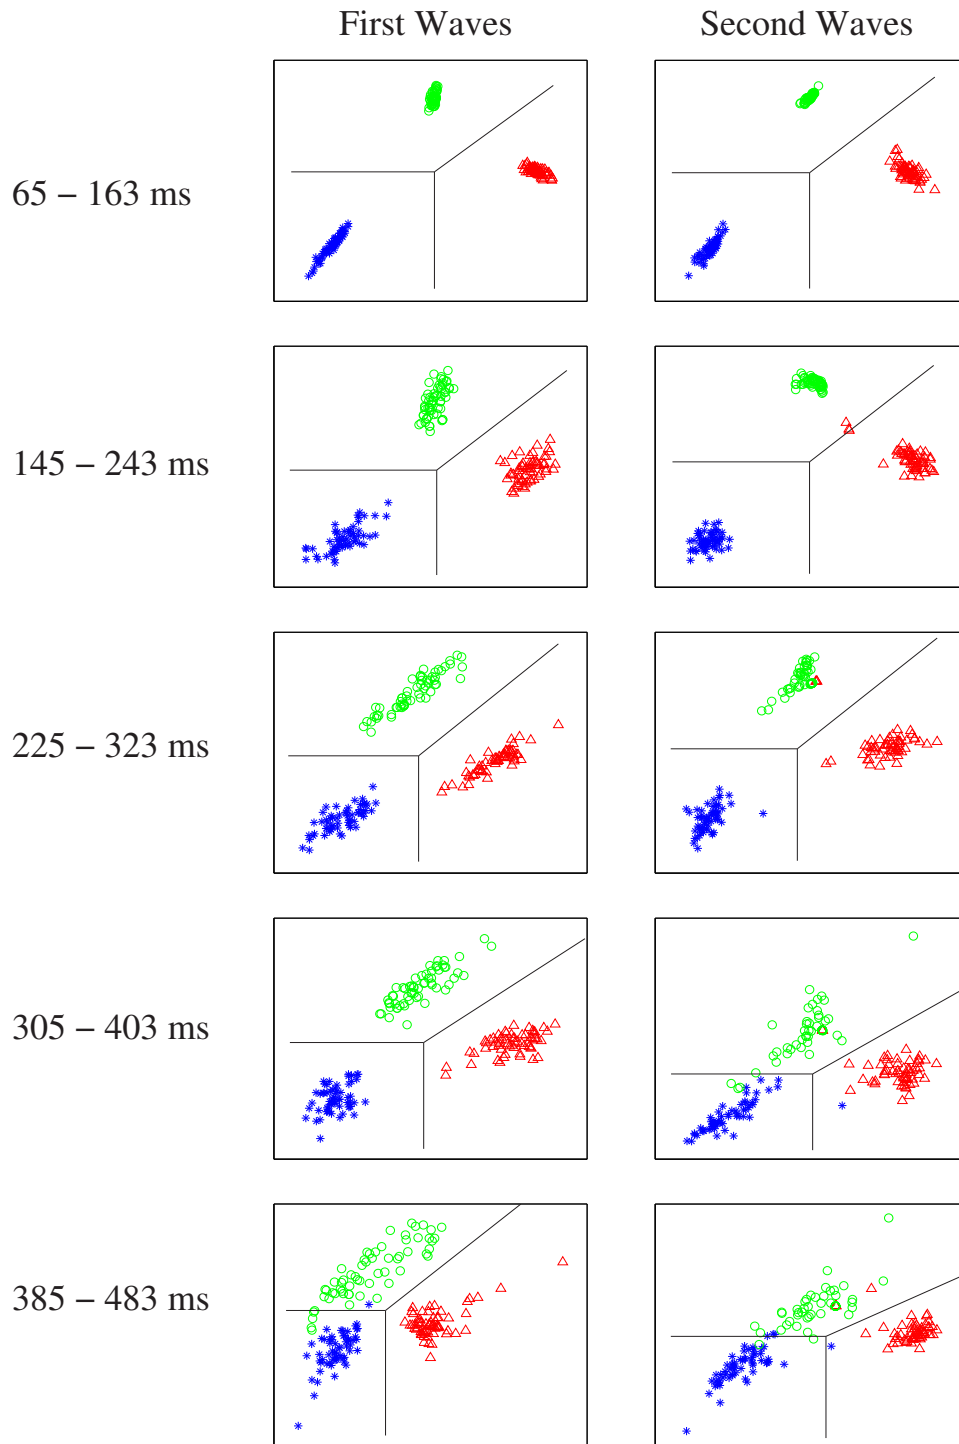 First Waves
Second Waves
65 – 163 ms
145 – 243 ms
225 – 323 ms
305 – 403 ms
385 – 483 ms